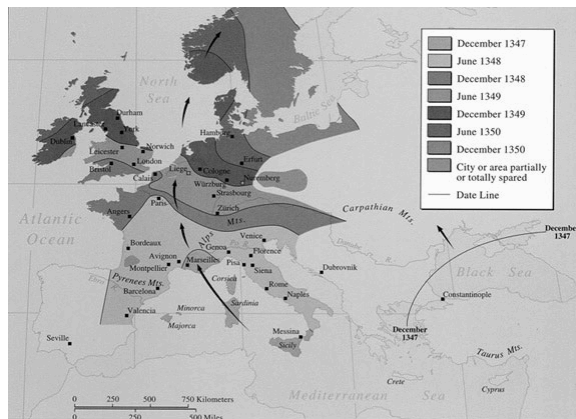 December 1347
June 1348
December 1348
June 1349
December 1349
June 1350
December 1350
City or area partially
or totally spared
Date Line
North
Sea
Baltic Sea
Durham
Lancaster
York
Dublin
Leicester
Norwich
Bristol
London
Calais
Hamburg
Erfurt
Liege
Cologne
Würzburg
Nuremberg
Strasbourg
Paris
Zürich
Angers
Mts.
Carpathian Mts.
Atlantic
Ocean
Alps
Venice
Bordeaux
Genoa
Florence
Avignon
Montpellier
Marseilles
Pisa
Siena
Dubrovnik
Pyrenees Mts.
Corsica
Rome
Barcelona
Naples
Valencia
Minorca
Sardinia
Majorca
Seville
Messina
Sicily
December
1347
Black Sea
Constantinople
December
1347
Taurus Mts.
Crete
Cyprus
Mediterranean Sea
0 250 500 750 Kilometers
0 250 500 Miles